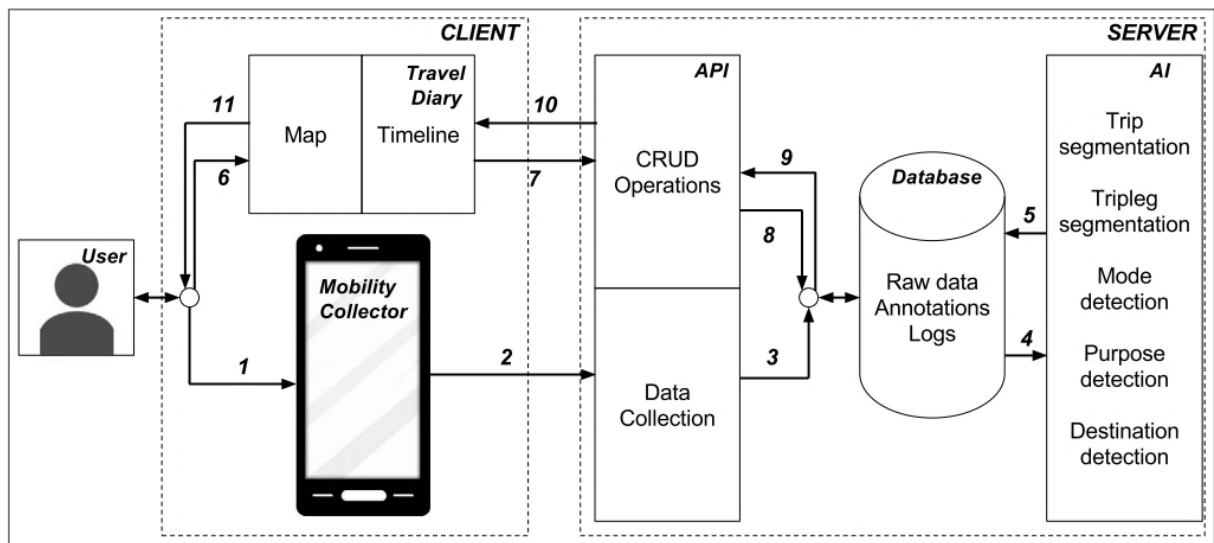 CLIENT
SERVER
Travel
Diary
Map
Timeline
11
6
10
7
User
Mobility
Collector
1
2
API
CRUD
Operations
Data
Collection
9
8
3
Database
Raw data
Annotations
Logs
5
4
AI
Trip
segmentation
Tripleg
segmentation
Mode
detection
Purpose
detection
Destination
detection